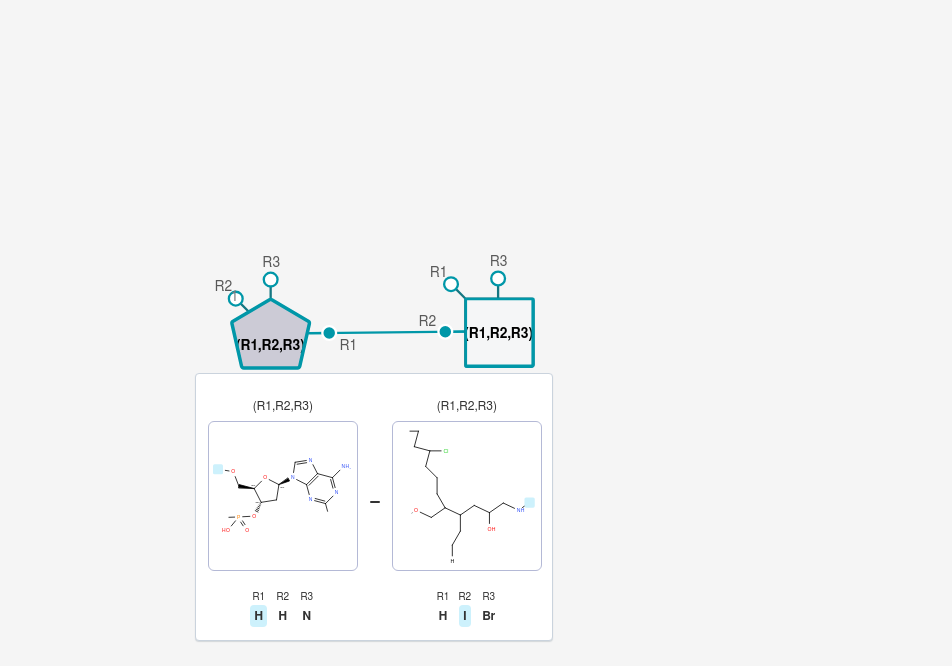 R3
R3
R1
R2
R2
R1
(R1,R2,R3)
(R1,R2,R3)
(R1,R2,R3)
(R1,R2,R3)
Cl
N
N
N
N
N
NH
O
O
O
O
HO
P
O
OH
NH
H
R1 R2 R3
H H N
R1 R2 R3
H I Br